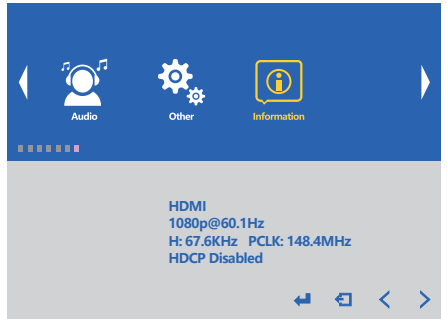 Audio
Other
Information
HDMI
1080p@60.1Hz
H: 67.6KHz PCLK: 148.4MHz
HDCP Disabled